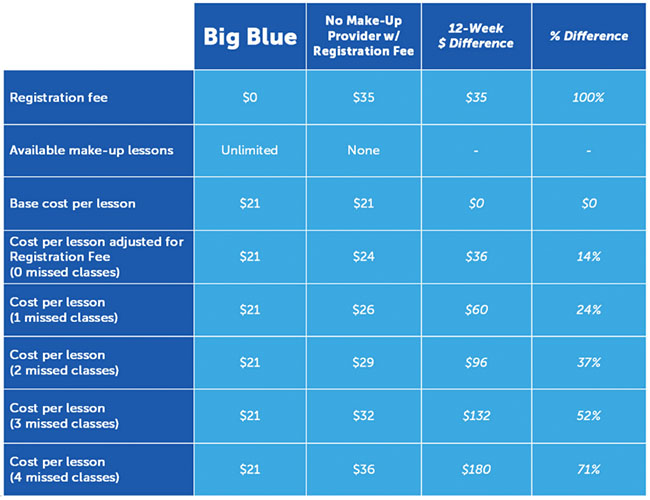 Big Blue
No Make-Up
Provider w/
Registration Fee
12-Week
$ Difference
% Difference
Registration fee
$0
$35
$35
100%
Available make-up lessons
Unlimited
None
-
-
Base cost per lesson
$21
$21
$0
$0
Cost per lesson adjusted for
Registration Fee
(0 missed classes)
$21
$24
$36
14%
Cost per lesson
(1 missed classes)
$21
$26
$60
24%
Cost per lesson
(2 missed classes)
$21
$29
$96
37%
Cost per lesson
(3 missed classes)
$21
$32
$132
52%
Cost per lesson
(4 missed classes)
$21
$36
$180
71%